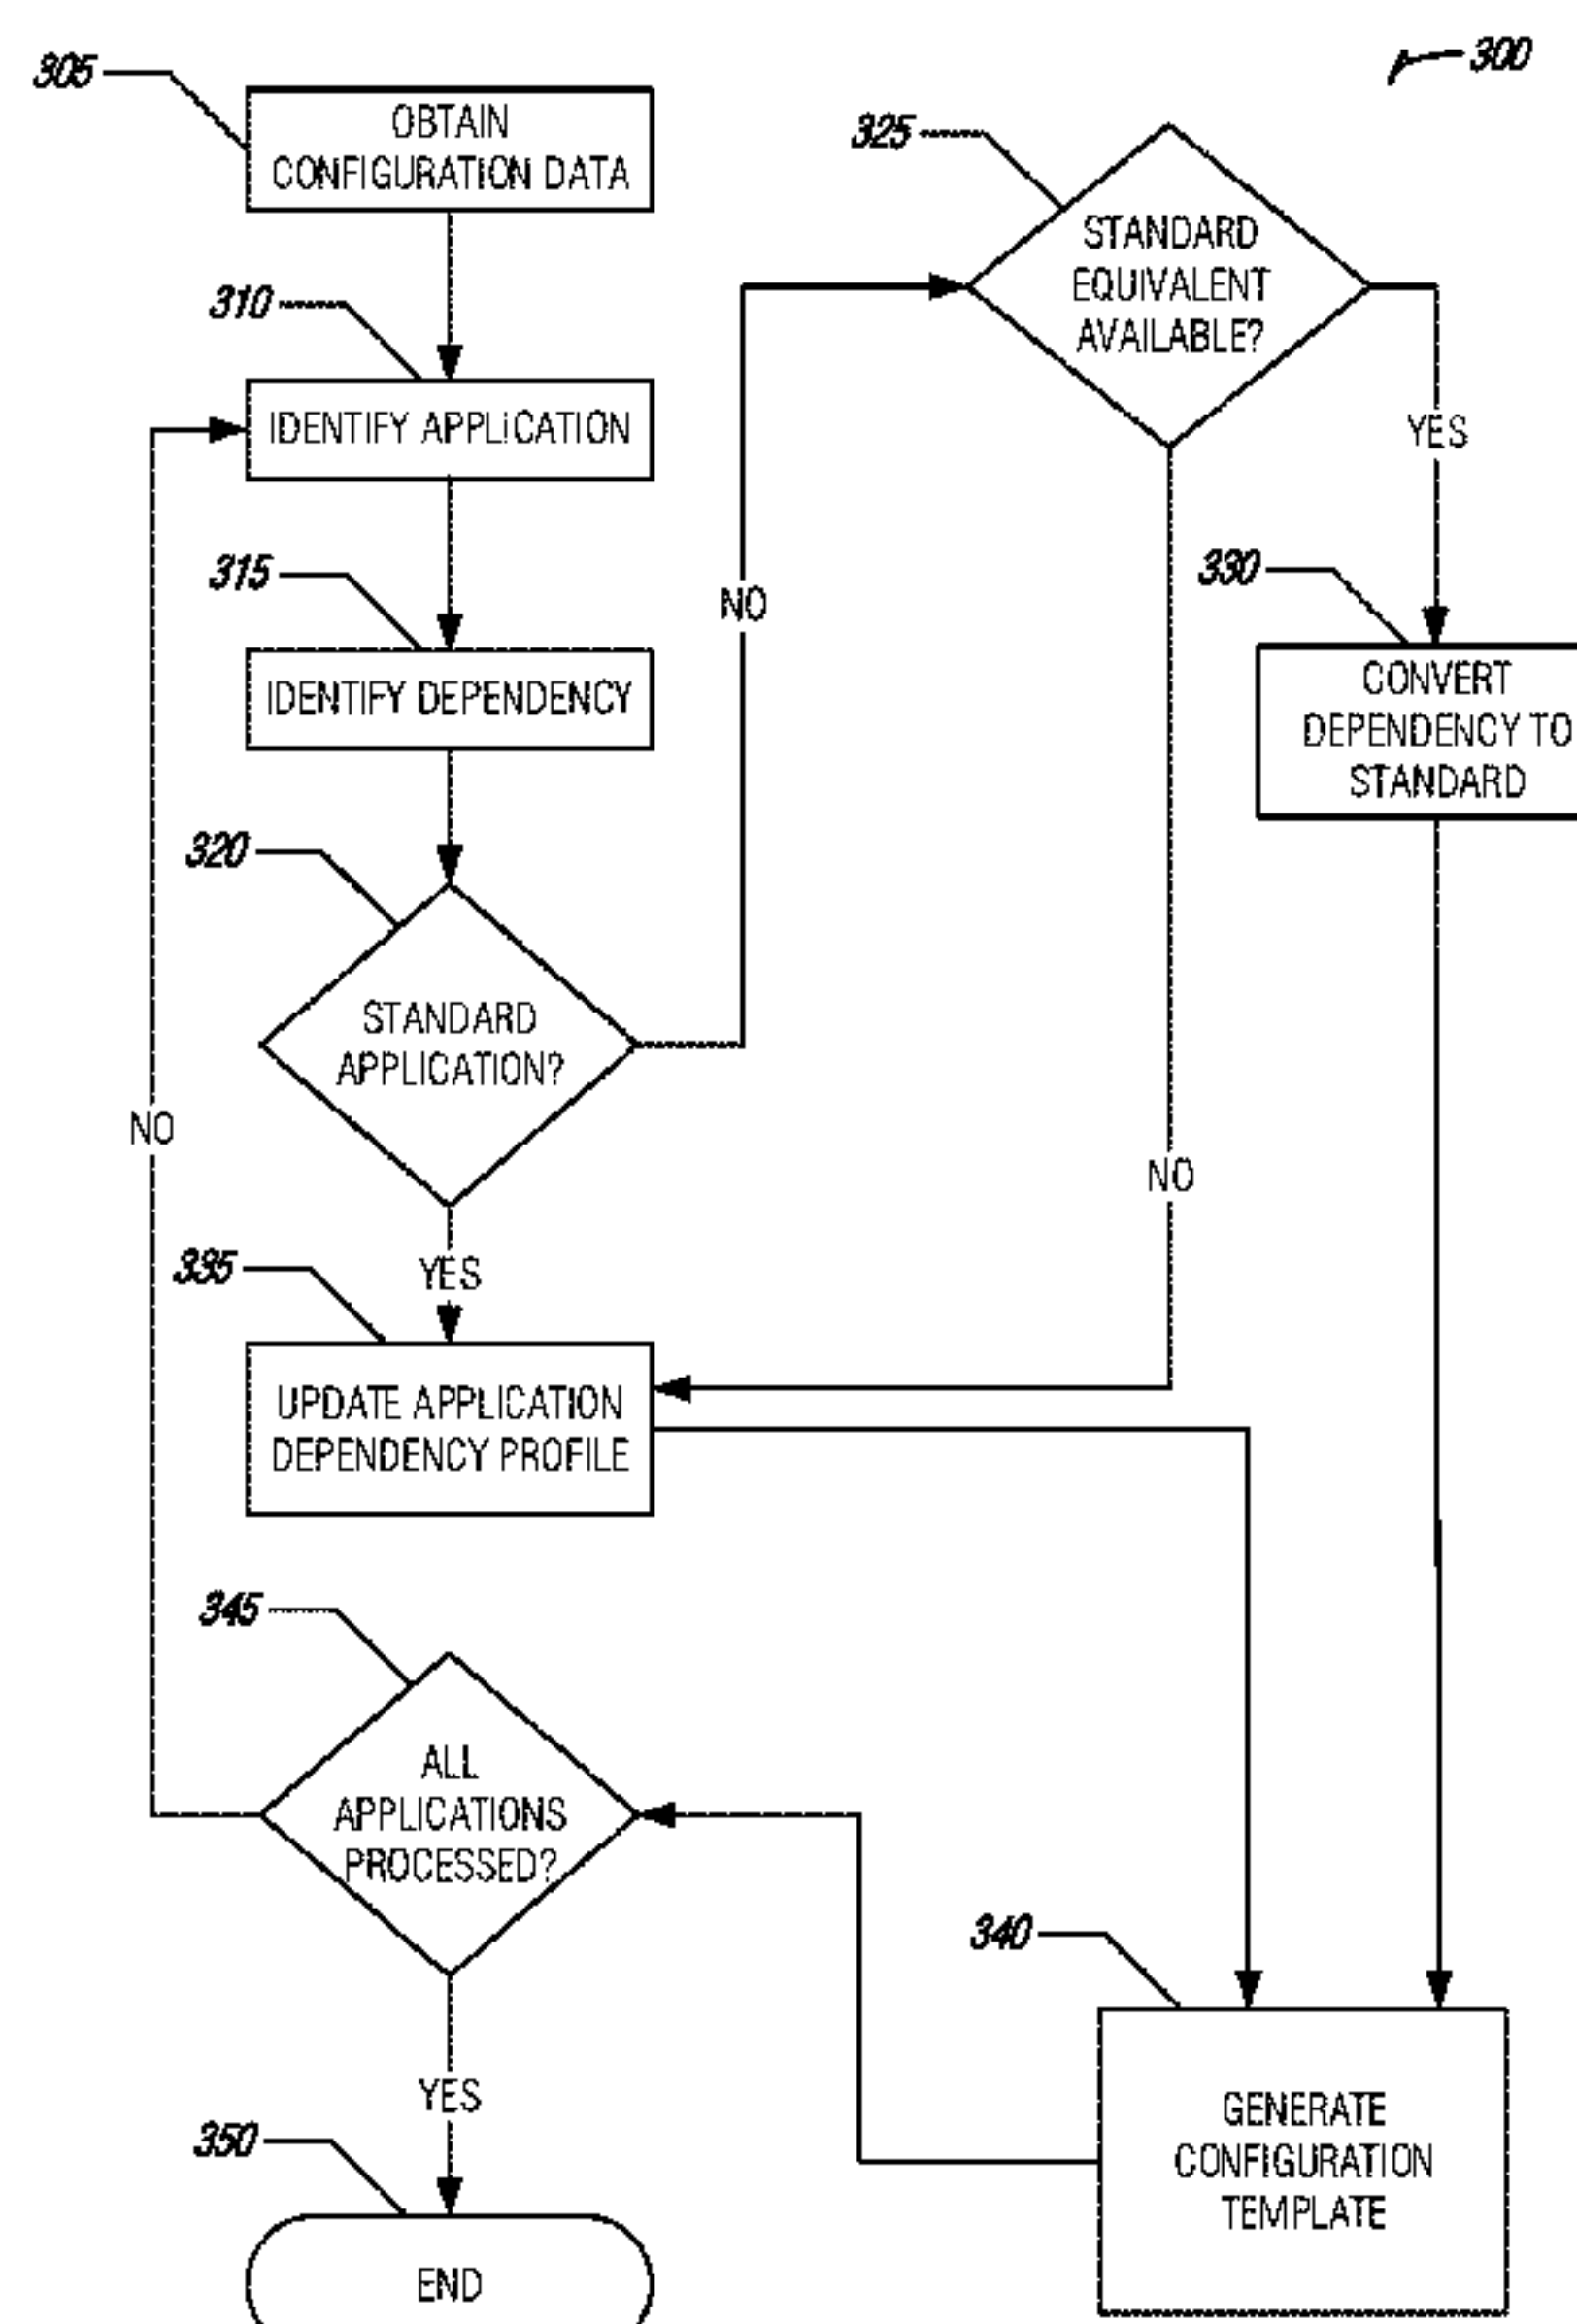 300
305
OBTAIN
CONFIGURATION DATA
310
IDENTIFY APPLICATION
315
IDENTIFY DEPENDENCY
320
STANDARD
APPLICATION?
NO
YES
325
STANDARD
EQUIVALENT
AVAILABLE?
YES
NO
330
CONVERT
DEPENDENCY TO
STANDARD
335
UPDATE APPLICATION
DEPENDENCY PROFILE
340
GENERATE
CONFIGURATION
TEMPLATE
345
ALL
APPLICATIONS
PROCESSED?
NO
YES
350
END